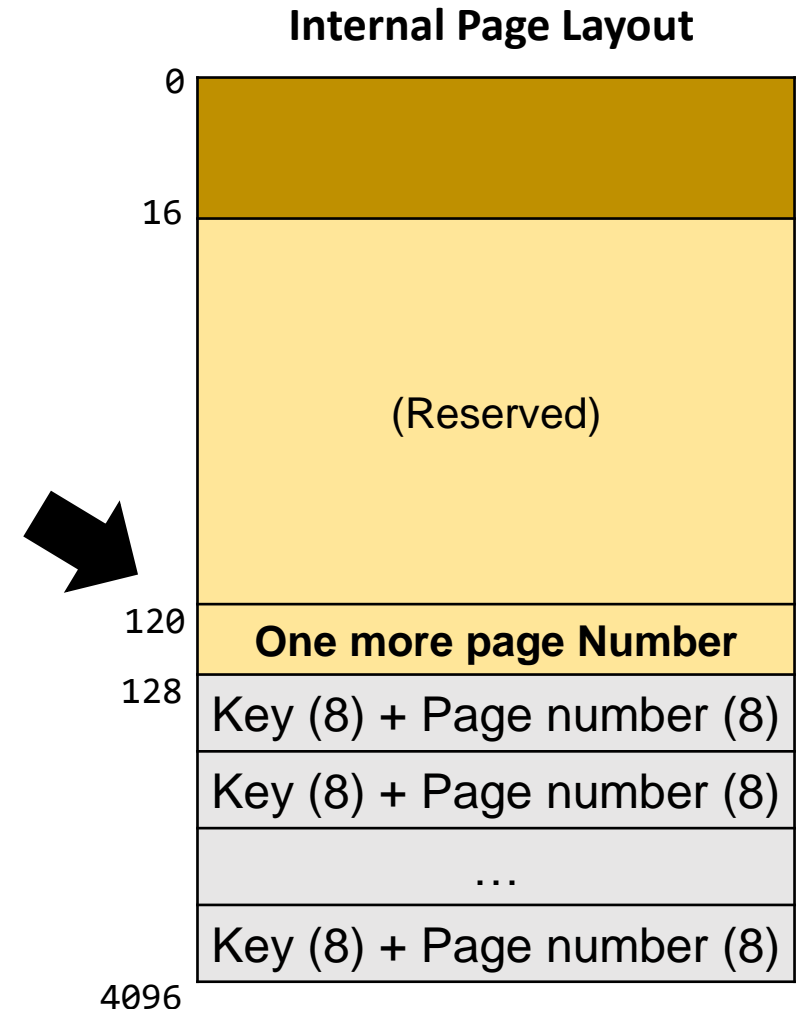 Internal Page Layout
0
16
(Reserved)
120
One more page Number
128
Key (8) + Page number (8)
Key (8) + Page number (8)
…
Key (8) + Page number (8)
4096